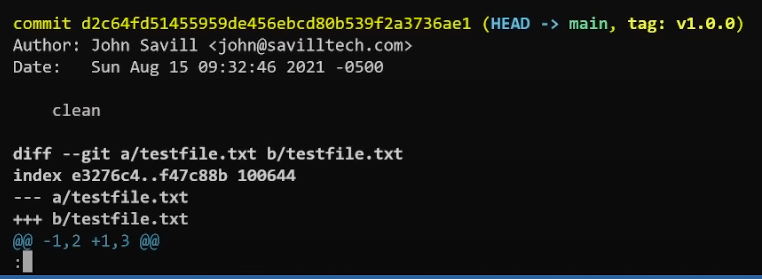 commit d2c64fd51455959de456ebcd80b539f2a3736ae1 (HEAD -> main, tag: v1.0.0)
Author: John Savill <john@savilltech.com>
Date:   Sun Aug 15 09:32:46 2021 -0500
    clean
diff --git a/testfile.txt b/testfile.txt
index e3276c4..f47c88b 100644
--- a/testfile.txt
+++ b/testfile.txt
@@ -1,2 +1,3 @@
: